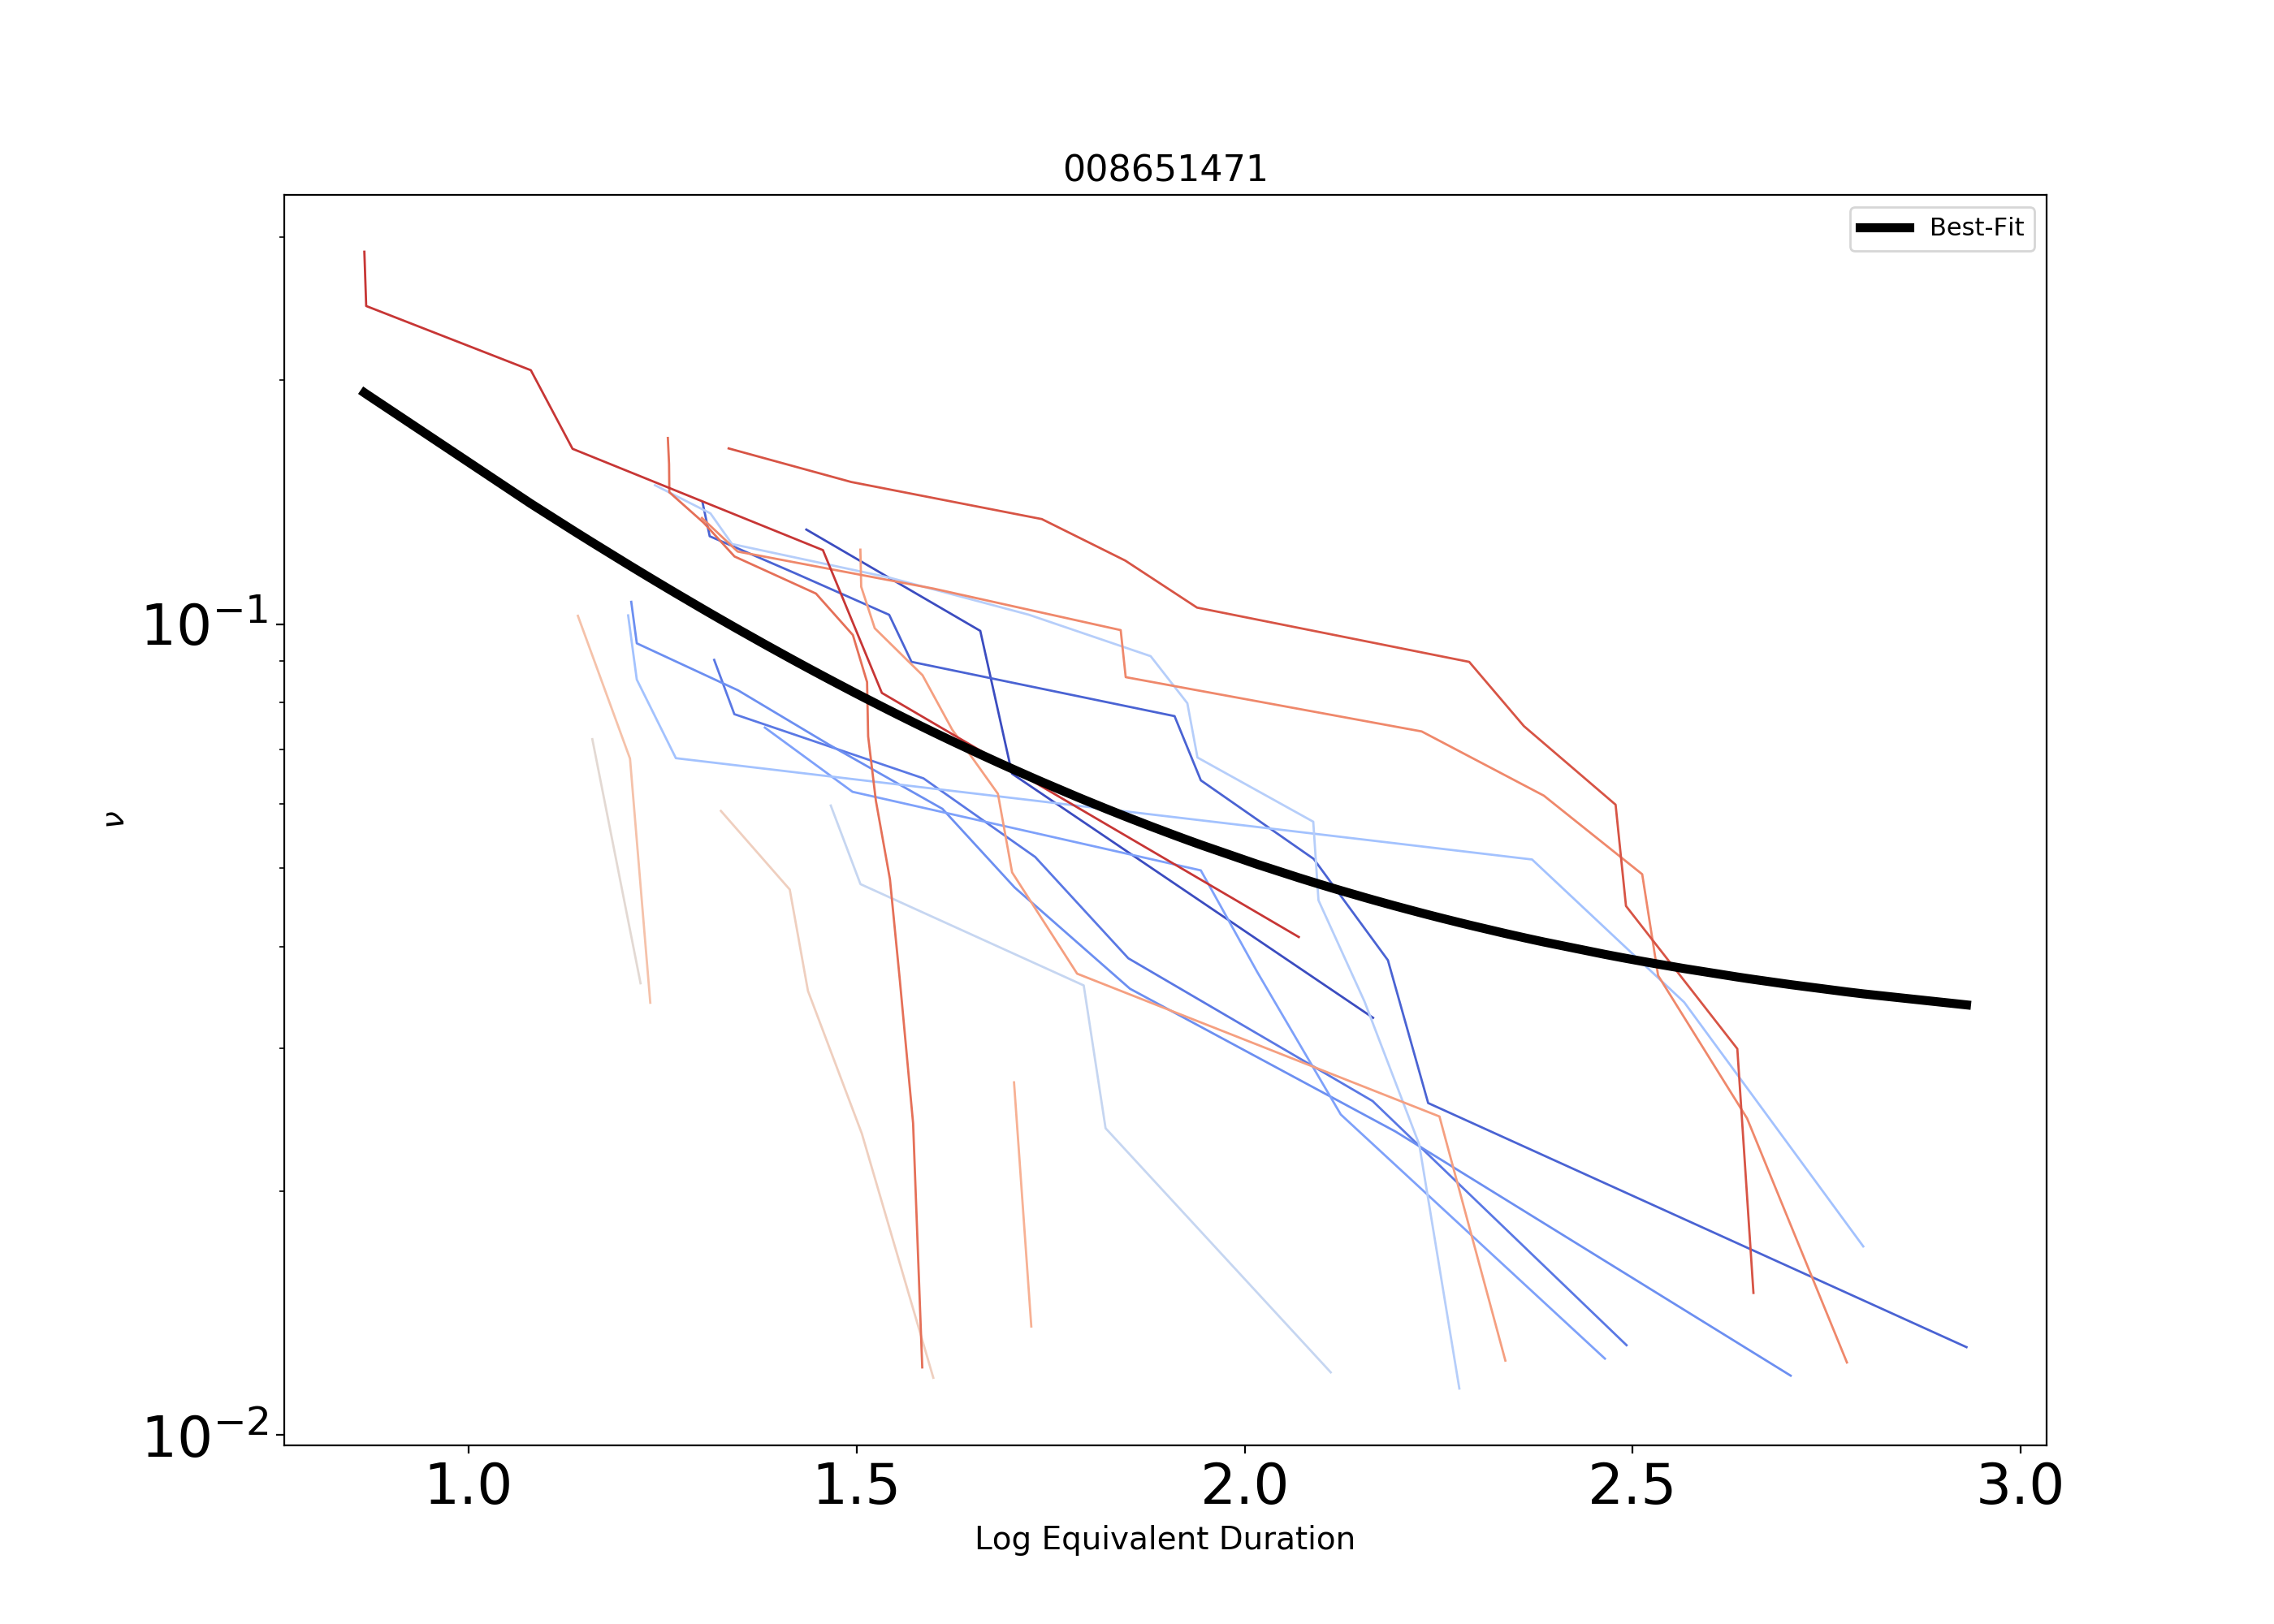 008651471
Best-Fit
10⁻¹
ν
10⁻²
1.0 1.5 2.0 2.5 3.0
Log Equivalent Duration